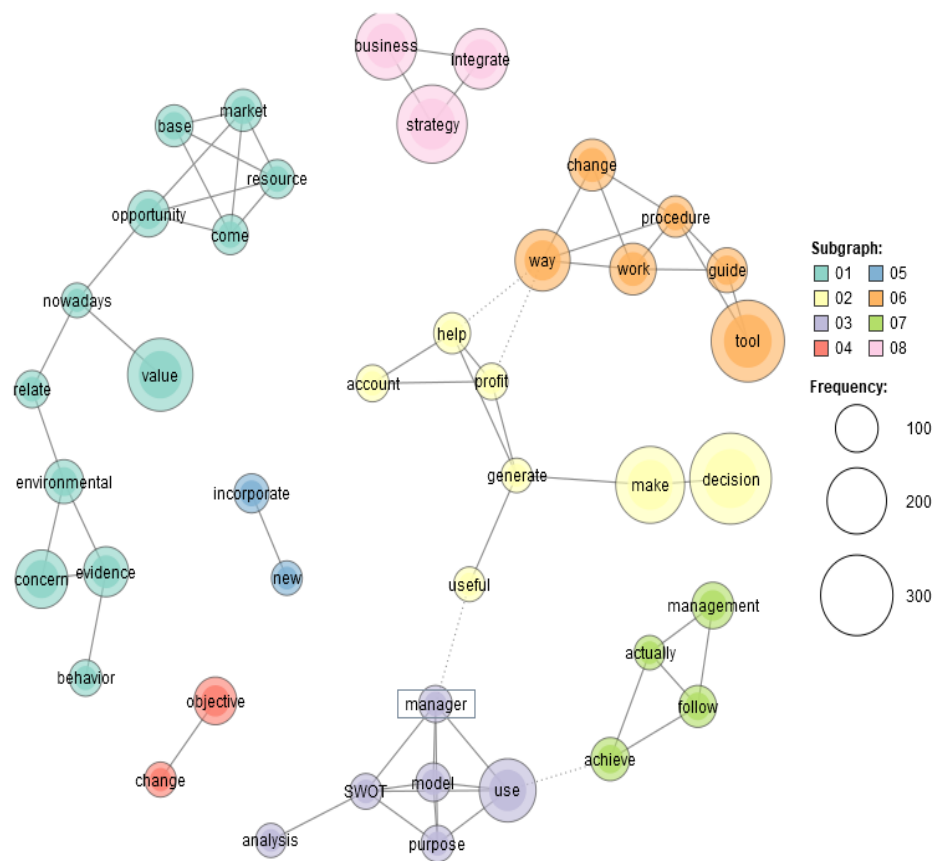 business
Integrate
strategy
market
base
resource
opportunity
come
change
procedure
way
work
guide
tool
nowadays
value
relate
help
account
profit
environmental
generate
make
decision
incorporate
concern
evidence
new
useful
behavior
management
actually
objective
manager
follow
change
achieve
SWOT
model
use
analysis
purpose
Subgraph:
01 05
02 06
03 07
04 08
Frequency:
100
200
300